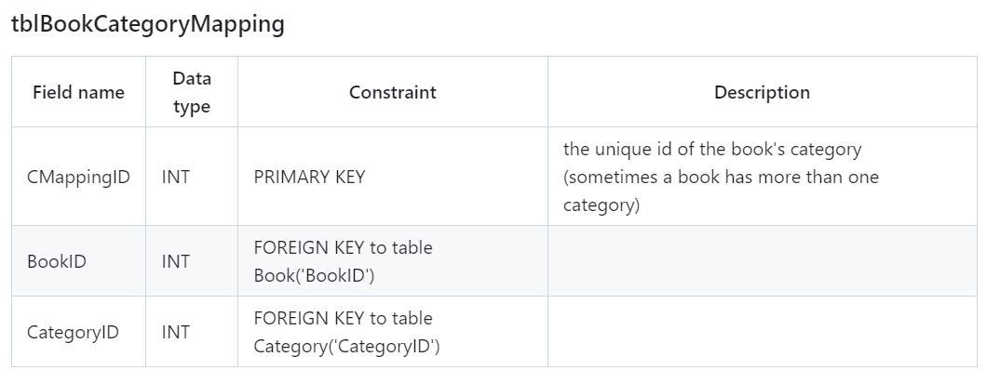 tblBookCategoryMapping
Field name
Data
type
Constraint
Description
CMappingID
INT
PRIMARY KEY
the unique id of the book's category
(sometimes a book has more than one
category)
BookID
INT
FOREIGN KEY to table
Book('BookID')
CategoryID
INT
FOREIGN KEY to table
Category('CategoryID')